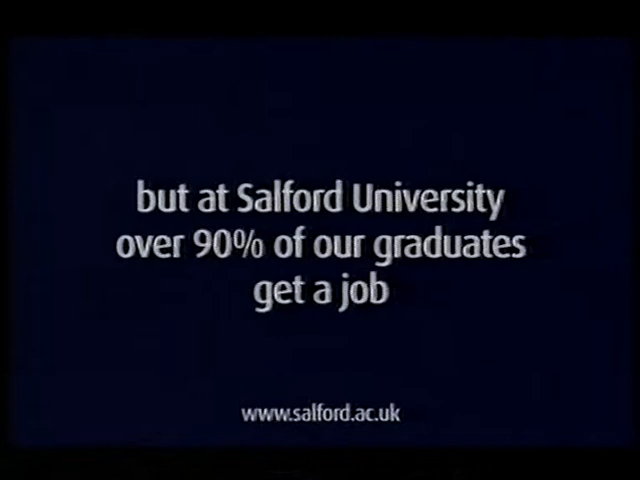 but at Salford University
over 90% of our graduates
get a job
www.salford.ac.uk